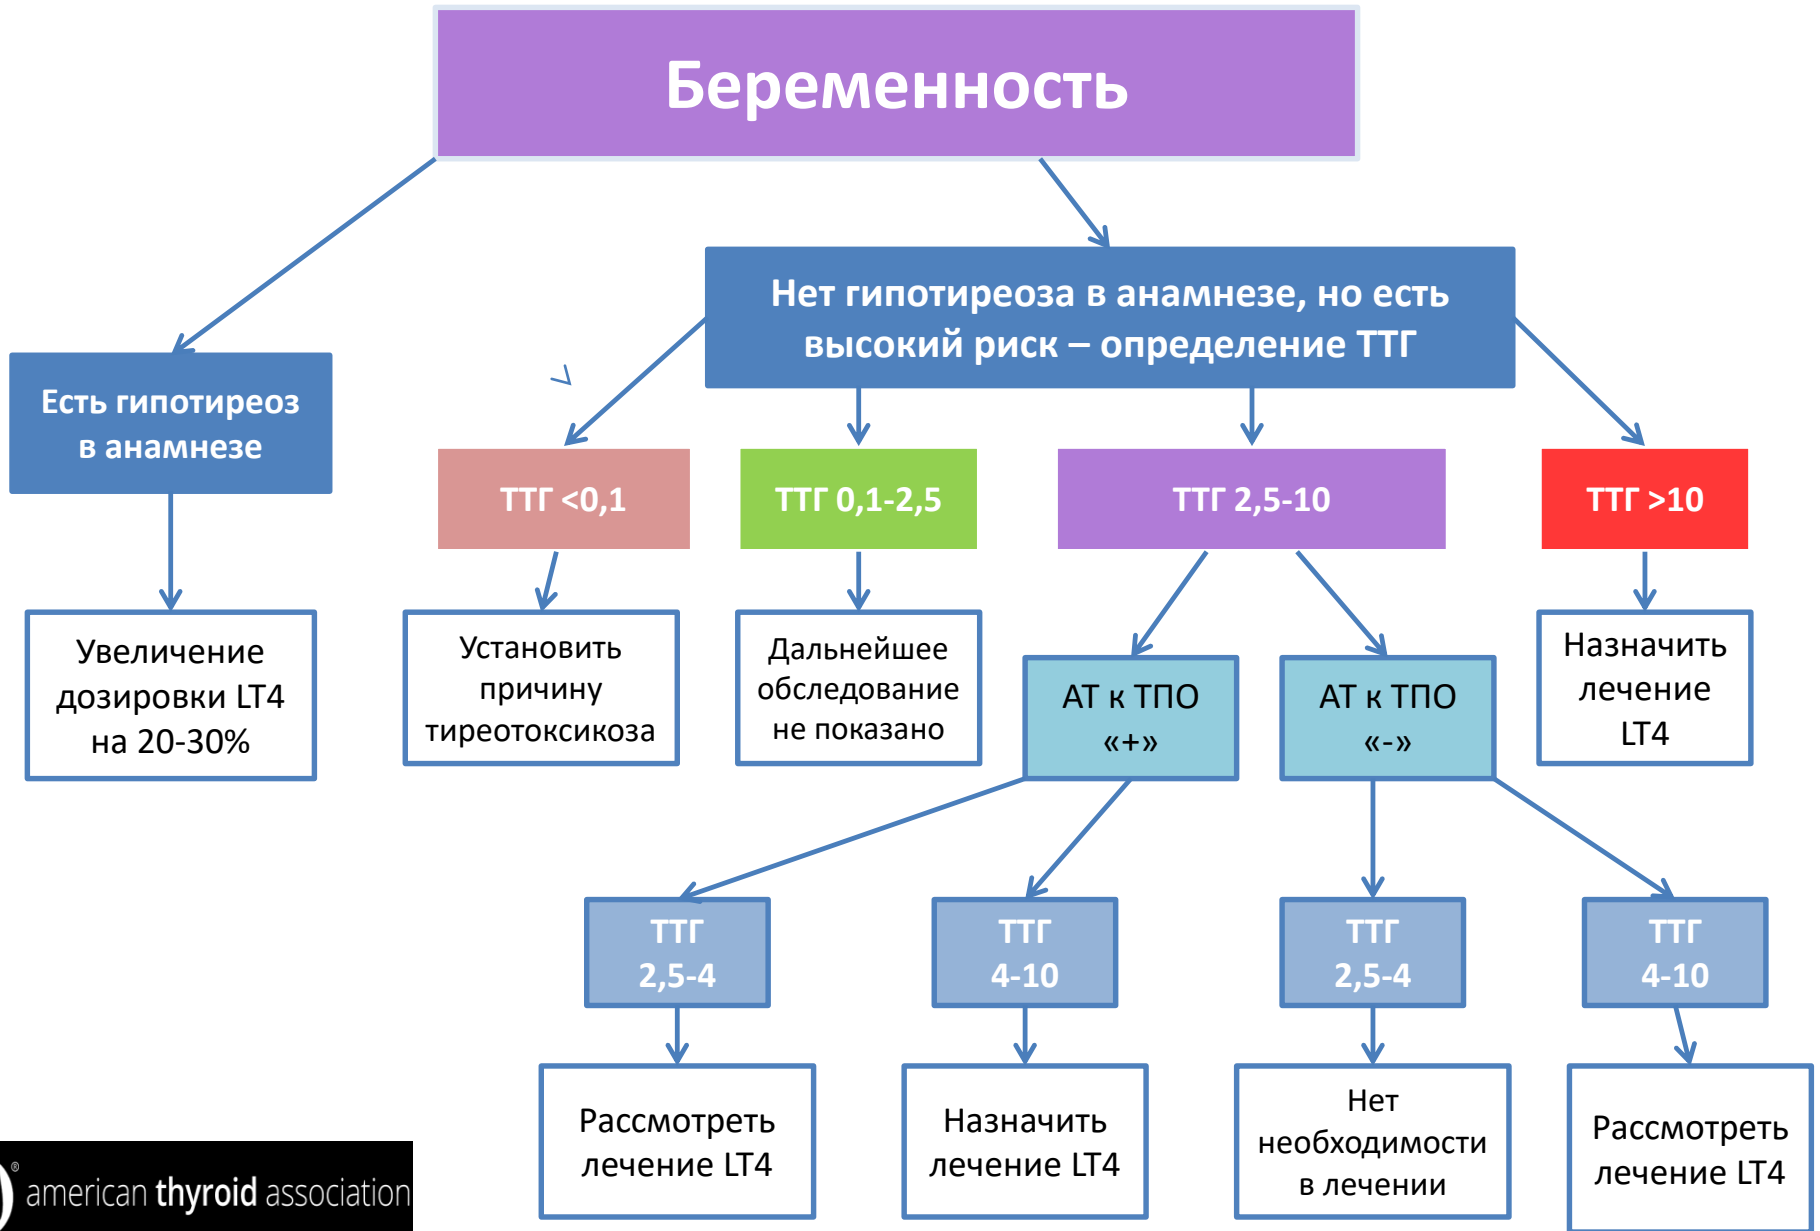 Беременность
Нет гипотиреоза в анамнезе, но есть
высокий риск – определение ТТГ
Есть гипотиреоз
в анамнезе
ТТГ <0,1
ТТГ 0,1-2,5
ТТГ 2,5-10
ТТГ >10
Увеличение
дозировки LT4
на 20-30%
Установить
причину
тиреотоксикоза
Дальнейшее
обследование
не показано
АТ к ТПО
«+»
АТ к ТПО
«-»
Назначить
лечение
LT4
ТТГ
2,5-4
ТТГ
4-10
ТТГ
2,5-4
ТТГ
4-10
Рассмотреть
лечение LT4
Назначить
лечение LT4
Нет
необходимости
в лечении
Рассмотреть
лечение LT4
® american thyroid association